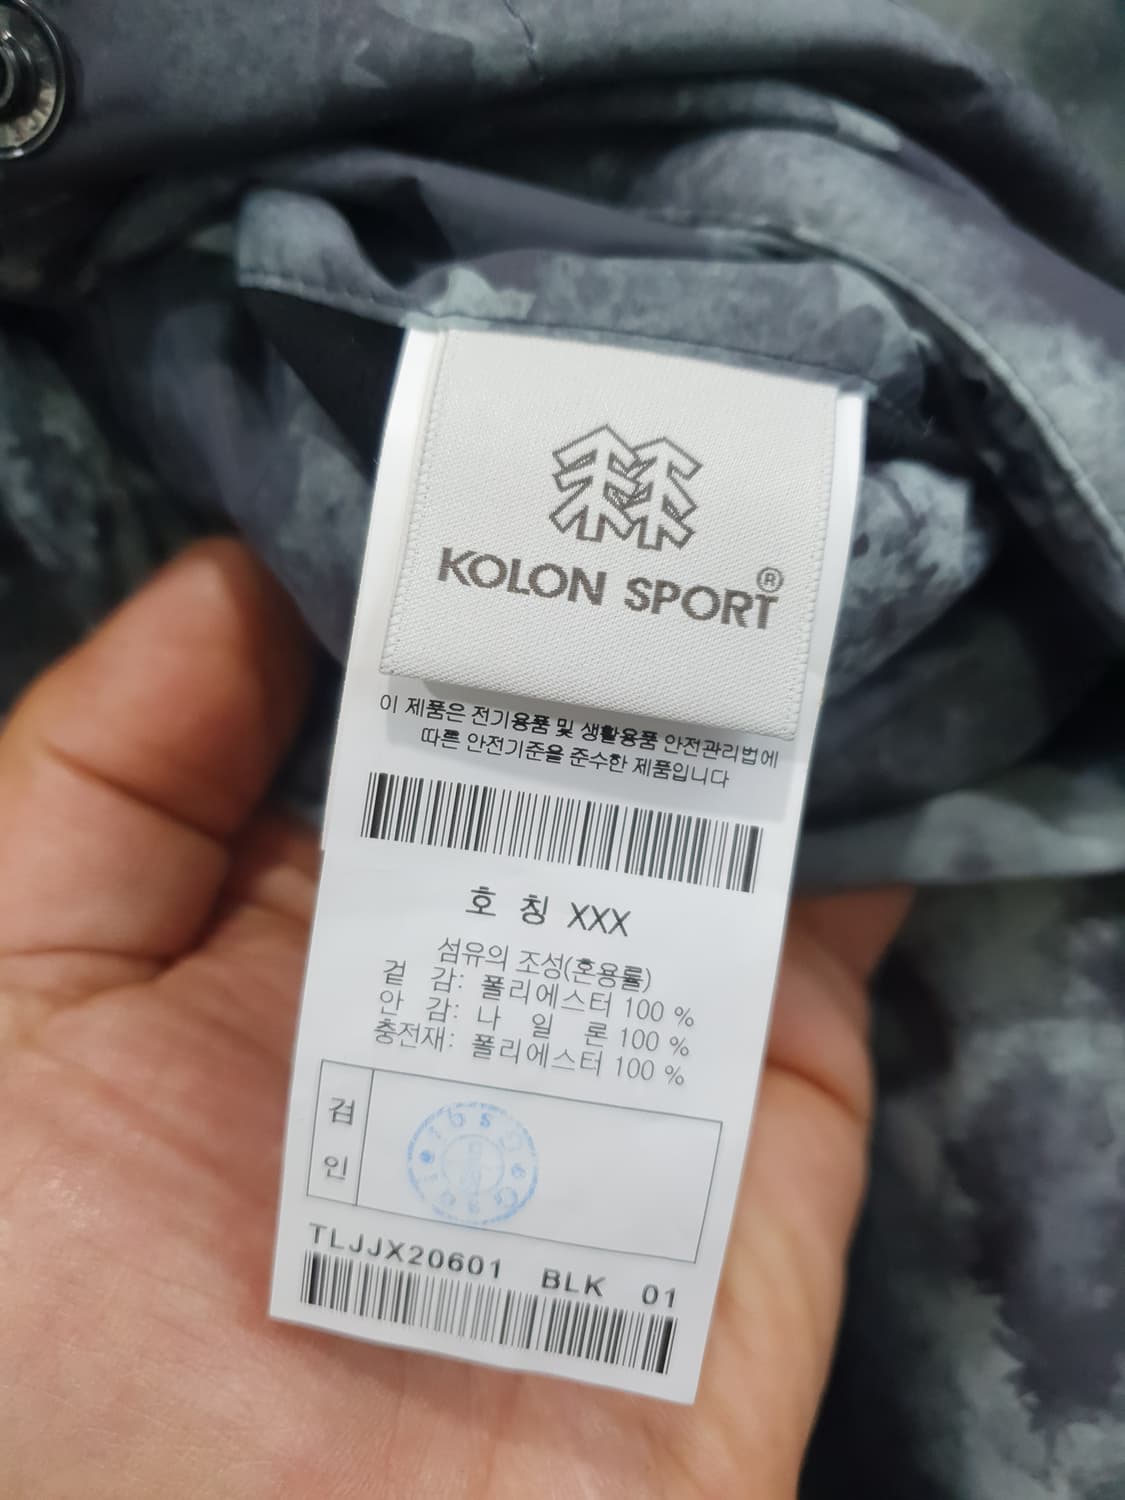 KOLON SPORT®
이 제품은 전기용품 및 생활용품 안전관리법에
따른 안전기준을 준수한 제품입니다
호 칭 XXX
섬유의 조성(혼용률)
겉 감: 폴리에스터 100 %
안 감: 나 일 론 100 %
충전재: 폴리에스터 100 %
검
인
TLJJX20601 BLK 01